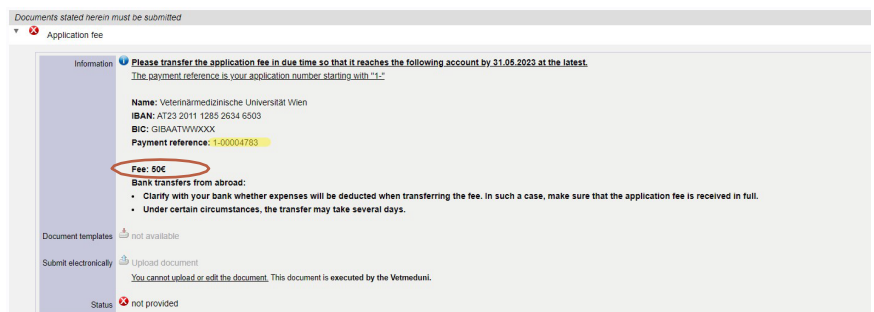 Documents stated herein must be submitted
Application fee
Information
Please transfer the application fee in due time so that it reaches the following account by 31.05.2023 at the latest.
The payment reference is your application number starting with "1-"
Name: Veterinärmedizinische Universität Wien
IBAN: AT23 2011 1285 2634 6503
BIC: GIBAATWWXXX
Payment reference: 1-00004783
Fee: 50€
Bank transfers from abroad:
• Clarify with your bank whether expenses will be deducted when transferring the fee. In such a case, make sure that the application fee is received in full.
• Under certain circumstances, the transfer may take several days.
Document templates not available
Submit electronically Upload document
You cannot upload or edit the document. This document is executed by the Vetmeduni.
Status not provided